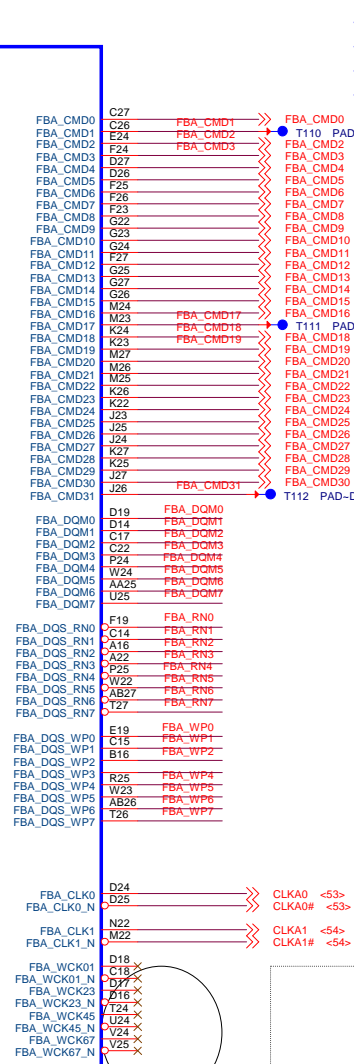 FBA_CMD0 C27 FBA_CMD0
FBA_CMD1 C26 FBA_CMD1 T110 PAD
FBA_CMD2 E24 FBA_CMD2 FBA_CMD2
FBA_CMD3 F24 FBA_CMD3 FBA_CMD3
FBA_CMD4 D27 FBA_CMD4
FBA_CMD5 D26 FBA_CMD5
FBA_CMD6 F25 FBA_CMD6
FBA_CMD7 F26 FBA_CMD7
FBA_CMD8 F23 FBA_CMD8
FBA_CMD9 G22 FBA_CMD9
FBA_CMD10 G23 FBA_CMD10
FBA_CMD11 G24 FBA_CMD11
FBA_CMD12 F27 FBA_CMD12
FBA_CMD13 G25 FBA_CMD13
FBA_CMD14 G27 FBA_CMD14
FBA_CMD15 G26 FBA_CMD15
FBA_CMD16 M24 FBA_CMD16
FBA_CMD17 M23 FBA_CMD17 T111 PAD
FBA_CMD18 K24 FBA_CMD18 FBA_CMD18
FBA_CMD19 K23 FBA_CMD19 FBA_CMD19
FBA_CMD20 M27 FBA_CMD20
FBA_CMD21 M26 FBA_CMD21
FBA_CMD22 M25 FBA_CMD22
FBA_CMD23 K26 FBA_CMD23
FBA_CMD24 K22 FBA_CMD24
FBA_CMD25 J23 FBA_CMD25
FBA_CMD26 J25 FBA_CMD26
FBA_CMD27 J24 FBA_CMD27
FBA_CMD28 K27 FBA_CMD28
FBA_CMD29 K25 FBA_CMD29
FBA_CMD30 J27 FBA_CMD30
FBA_CMD31 J26 FBA_CMD31 T112 PAD~D
FBA_DQM0 D19 FBA_DQM0
FBA_DQM1 D14 FBA_DQM1
FBA_DQM2 C17 FBA_DQM2
FBA_DQM3 C22 FBA_DQM3
FBA_DQM4 P24 FBA_DQM4
FBA_DQM5 W24 FBA_DQM5
FBA_DQM6 AA25 FBA_DQM6
FBA_DQM7 U25 FBA_DQM7
FBA_DQS_RN0 F19 FBA_RN0
FBA_DQS_RN1 C14 FBA_RN1
FBA_DQS_RN2 A16 FBA_RN2
FBA_DQS_RN3 A22 FBA_RN3
FBA_DQS_RN4 P25 FBA_RN4
FBA_DQS_RN5 W22 FBA_RN5
FBA_DQS_RN6 AB27 FBA_RN6
FBA_DQS_RN7 T27 FBA_RN7
FBA_DQS_WP0 E19 FBA_WP0
FBA_DQS_WP1 C15 FBA_WP1
FBA_DQS_WP2 B16 FBA_WP2
FBA_DQS_WP3
FBA_DQS_WP4 R25 FBA_WP4
FBA_DQS_WP5 W23 FBA_WP5
FBA_DQS_WP6 AB26 FBA_WP6
FBA_DQS_WP7 T26 FBA_WP7
FBA_CLK0 D24 CLKA0 <53>
FBA_CLK0_N D25 CLKA0# <53>
FBA_CLK1 N22 CLKA1 <54>
FBA_CLK1_N M22 CLKA1# <54>
FBA_WCK01 D18
FBA_WCK01_N C18
FBA_WCK23 D17
FBA_WCK23_N D16
FBA_WCK45 T24
FBA_WCK45_N U24
FBA_WCK67 V24
FBA_WCK67_N V25